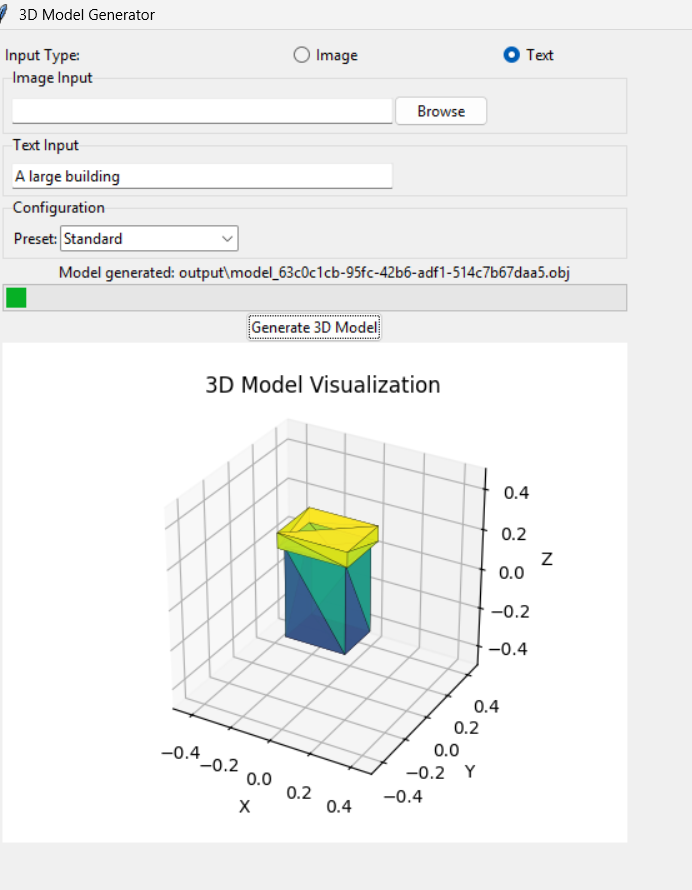 3D Model Generator
Input Type: Image Text
Image Input
Browse
Text Input
A large building
Configuration
Preset: Standard
Model generated: output\model_63c0c1cb-95fc-42b6-adf1-514c7b67daa5.obj
Generate 3D Model
3D Model Visualization
0.4
0.2
0.0
−0.2
−0.4
Z
0.4
0.2
0.0
−0.2
−0.4
Y
−0.4
−0.2
0.0
0.2
0.4
X